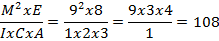 M²xE/IxCxA = 9²x8/1x2x3 = 9x3x4/1 = 108